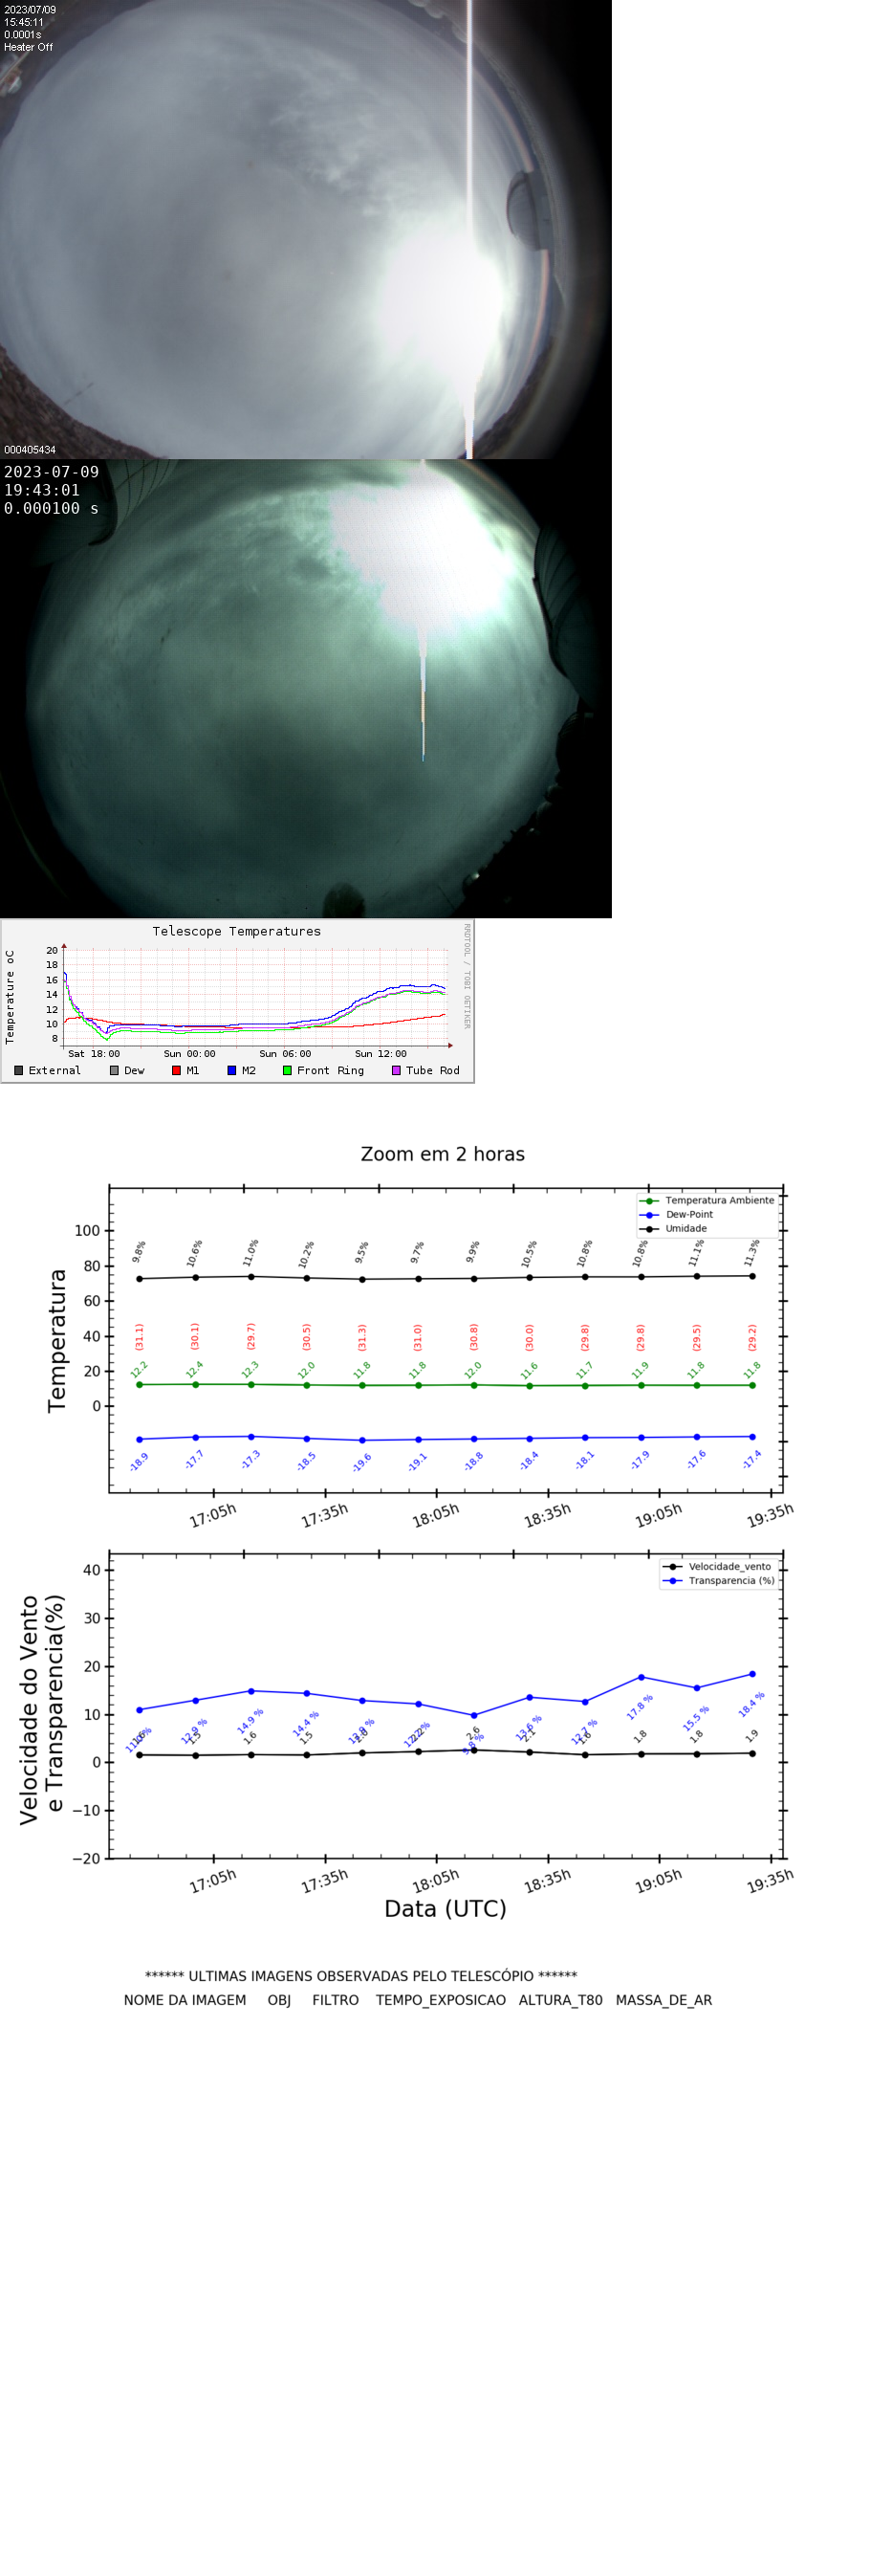 2023/07/09
15:45:11
0.0001s
Heater Off
000405434
2023-07-09
19:43:01
0.000100 s
Telescope Temperatures
RRDTOOL / TOBI OETIKER
Temperature oC
20
18
16
14
12
10
8
Sat 18:00 Sun 00:00 Sun 06:00 Sun 12:00
External Dew M1 M2 Front Ring Tube Rod
Zoom em 2 horas
Temperatura
100
80
60
40
20
0
Temperatura Ambiente
Dew-Point
Umidade
9.8% 10.6% 11.0% 10.2% 9.5% 9.7% 9.9% 10.5% 10.8% 10.8% 11.1% 11.3%
(31.1) (30.1) (29.7) (30.5) (31.3) (31.0) (30.8) (30.0) (29.8) (29.8) (29.5) (29.2)
12.2 12.4 12.3 12.0 11.8 11.8 12.0 11.6 11.7 11.9 11.8 11.8
-18.9 -17.7 -17.3 -18.5 -19.6 -19.1 -18.8 -18.4 -18.1 -17.9 -17.6 -17.4
17:05h 17:35h 18:05h 18:35h 19:05h 19:35h
Velocidade do Vento
e Transparencia(%)
40
30
20
10
0
−10
−20
Velocidade_vento
Transparencia (%)
14.9 % 14.4 % 17.8 % 15.5 % 18.4 %
1.6 1.5 2.6 1.8 1.8 1.9
17:05h 17:35h 18:05h 18:35h 19:05h 19:35h
Data (UTC)
****** ULTIMAS IMAGENS OBSERVADAS PELO TELESCÓPIO ******
NOME DA IMAGEM OBJ FILTRO TEMPO_EXPOSICAO ALTURA_T80 MASSA_DE_AR